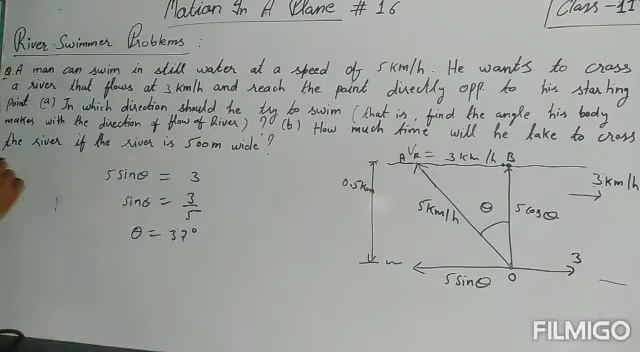 Motion In A Plane # 16
Class - 11
River-Swimmer Problems :
Q. A man can swim in still water at a speed of 5 km/h. He wants to cross
a river that flows at 3 km/h and reach the point directly opp to his starting
point (a) In which direction should he try to swim (that is, find the angle his body
makes with the direction of flow of River) ? (b) How much time will he take to cross
the river if the river is 500m wide ?
A VR = 3 km/h B
3 km/h
0.5 km
5 km/h
θ
5 cosθ
5 sinθ = 3
sinθ = 3/5
θ = 37°
3
5 sinθ
O
FILMIGO